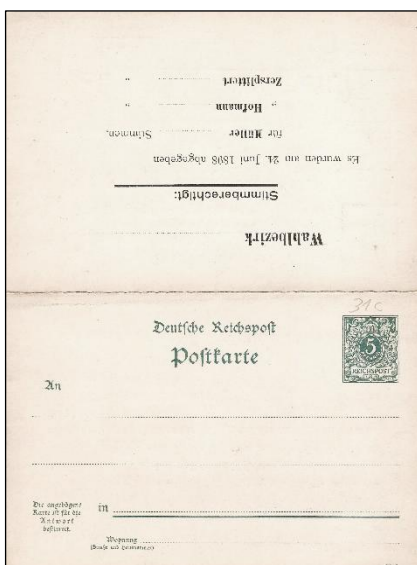 Wahlbezirk
Stimmberechtigt:
Es wurden am 24. Juni 1898 abgegeben
für Müller Stimmen,
„ Hofmann „
Zersplittert „
31c
Deutsche Reichspost
Postkarte
5
REICHSPOST
An
Die angebogene
Karte ist für die
Antwort
bestimmt.
in
Wohnung
(Straße und Hausnummer)